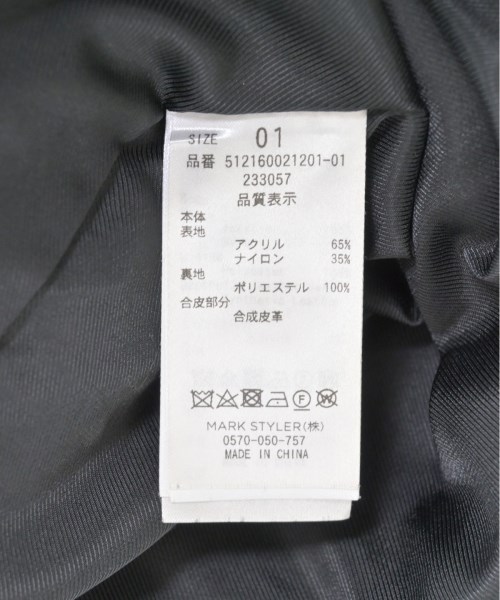 SIZE 01
品番 512160021201-01
233057
品質表示
本体
表地
アクリル 65%
ナイロン 35%
裏地
ポリエステル 100%
合皮部分
合成皮革
MARK STYLER(株)
0570-050-757
MADE IN CHINA